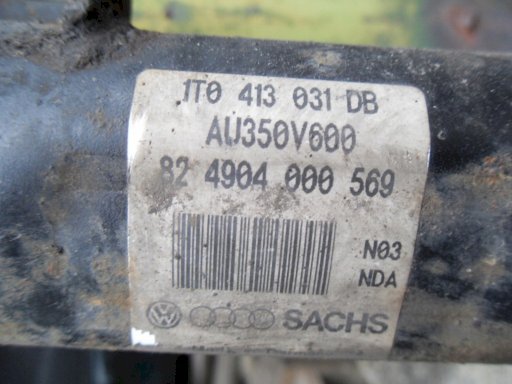 1T0 413 031 DB
AU350V600
82 4904 000 569
N03
NDA
SACHS